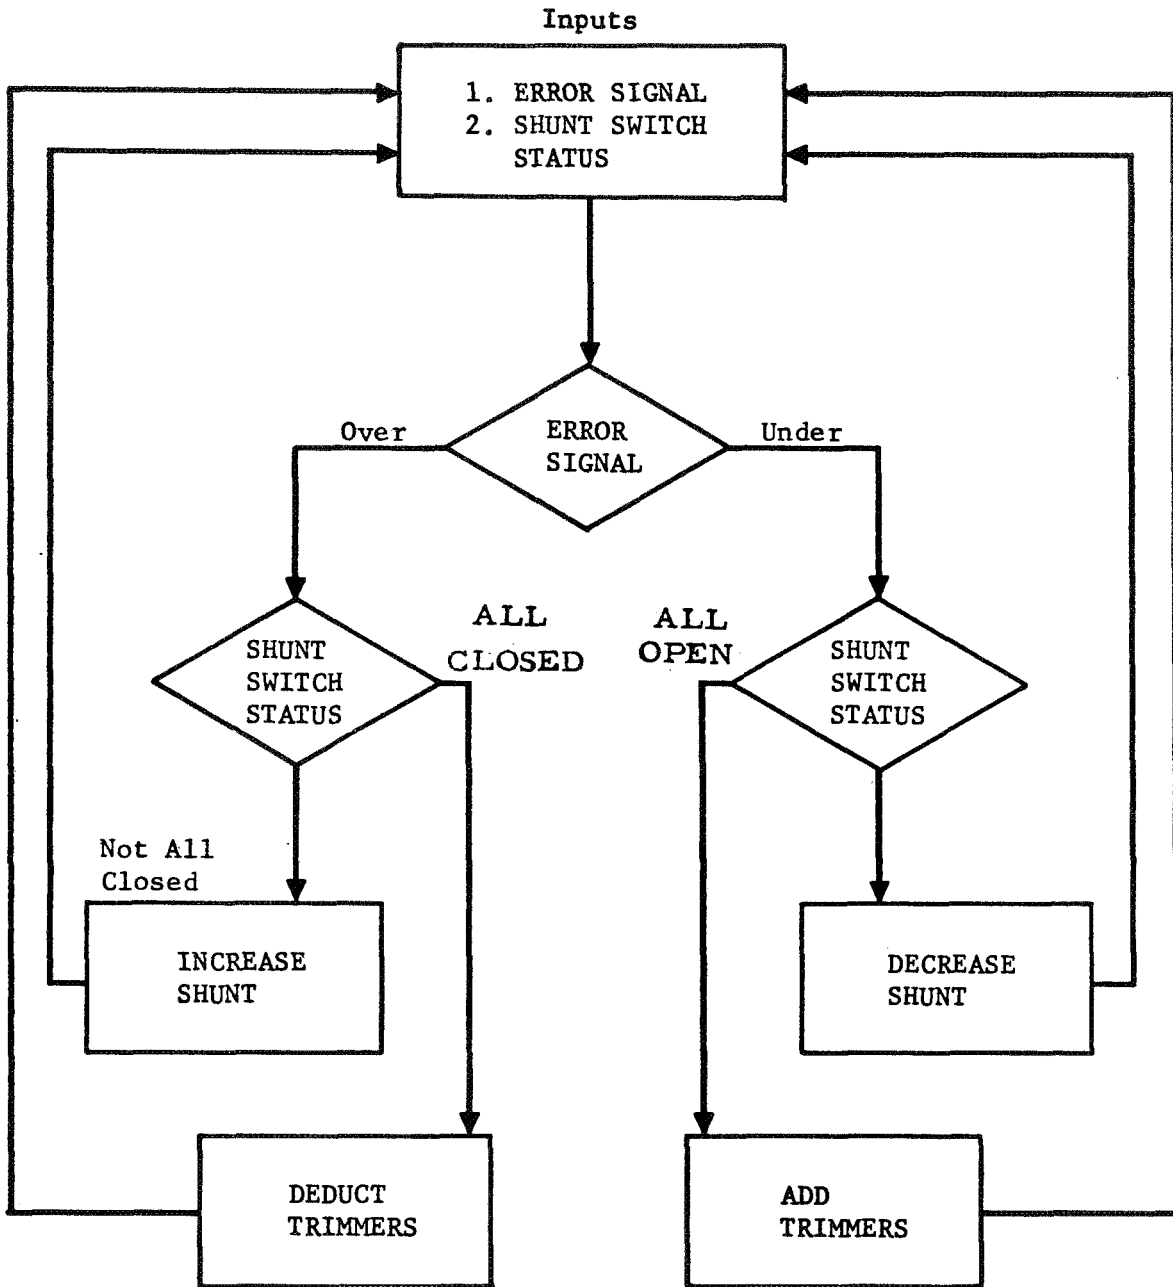 Inputs
1. ERROR SIGNAL
2. SHUNT SWITCH
STATUS
Over
ERROR
SIGNAL
Under
SHUNT
SWITCH
STATUS
ALL
CLOSED
ALL
OPEN
SHUNT
SWITCH
STATUS
Not All
Closed
INCREASE
SHUNT
DECREASE
SHUNT
DEDUCT
TRIMMERS
ADD
TRIMMERS